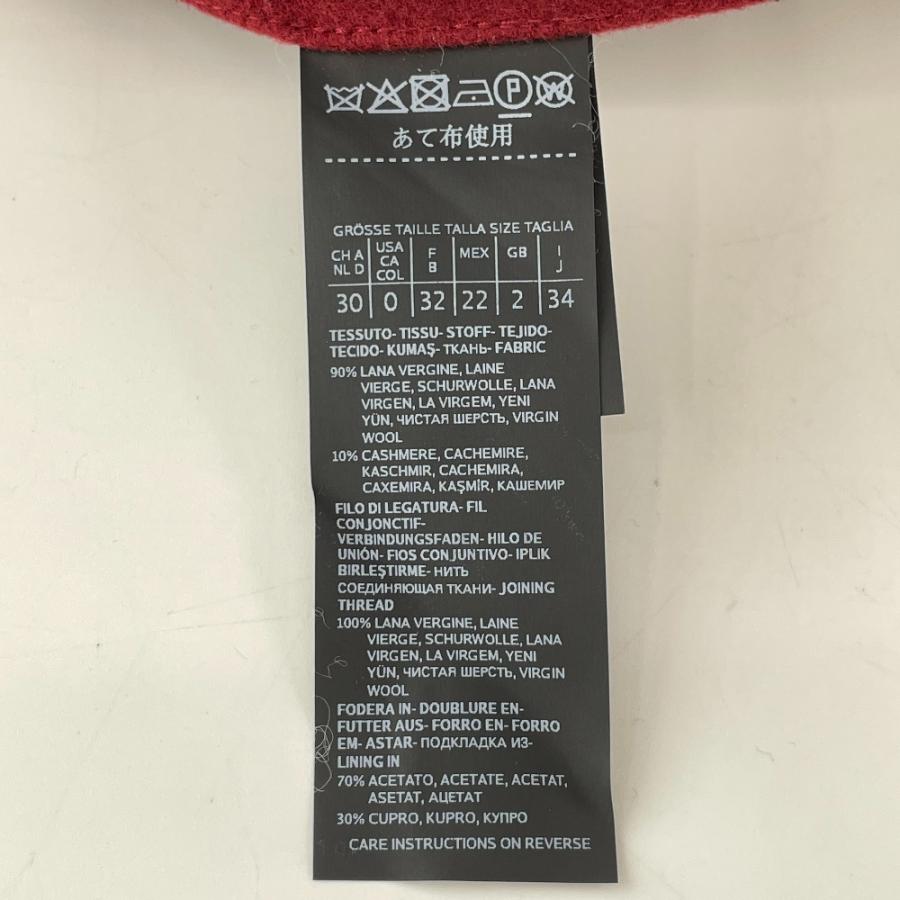 P W
あて布使用
GRÖSSE TAILLE TALLA SIZE TAGLIA
CH A NL D USA CA COL F B MEX GB I J
30 0 32 22 2 34
TESSUTO- TISSU- STOFF- TEJIDO-
TECIDO- KUMAŞ- ТКАНЬ- FABRIC
90% LANA VERGINE, LAINE
VIERGE, SCHURWOLLE, LANA
VIRGEN, LA VIRGEM, YENI
YÜN, ЧИСТАЯ ШЕРСТЬ, VIRGIN
WOOL
10% CASHMERE, CACHEMIRE,
KASCHMIR, CACHEMIRA,
CAXEMIRA, KAŞMİR, КАШЕМИР
FILO DI LEGATURA- FIL
CONJONCTIF-
VERBINDUNGSFADEN- HILO DE
UNIÓN- FIOS CONJUNTIVO- IPLIK
BIRLEŞTIRME- НИТЬ
СОЕДИНЯЮЩАЯ ТКАНИ- JOINING
THREAD
100% LANA VERGINE, LAINE
VIERGE, SCHURWOLLE, LANA
VIRGEN, LA VIRGEM, YENI
YÜN, ЧИСТАЯ ШЕРСТЬ, VIRGIN
WOOL
FODERA IN- DOUBLURE EN-
FUTTER AUS- FORRO EN- FORRO
EM- ASTAR- ПОДКЛАДКА ИЗ-
LINING IN
70% ACETATO, ACETATE, ACETAT,
ASETAT, АЦЕТАТ
30% CUPRO, KUPRO, КУПРО
CARE INSTRUCTIONS ON REVERSE